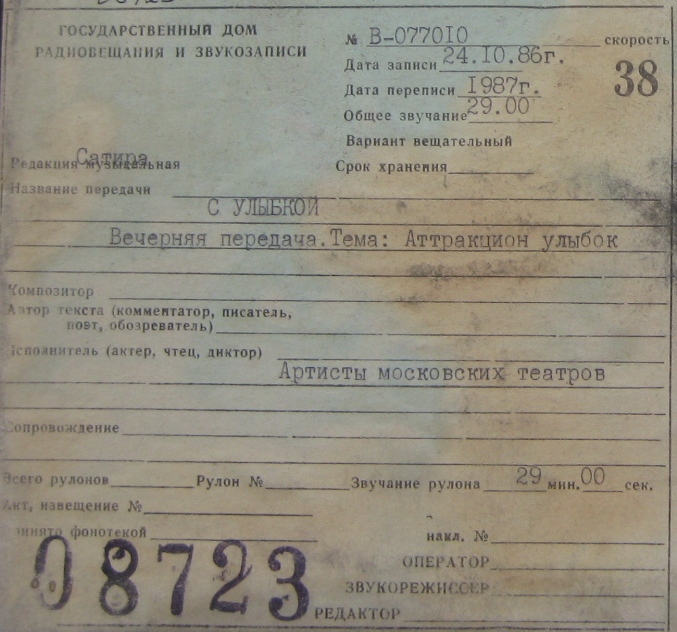 ГОСУДАРСТВЕННЫЙ ДОМ
РАДИОВЕЩАНИЯ И ЗВУКОЗАПИСИ
№ В-077010 скорость
38
Дата записи 24.10.86г.
Дата переписи 1987г.
Общее звучание 29.00
Вариант вещательный
Срок хранения
Сатира
Редакция музыкальная
Название передачи
С УЛЫБКОЙ
Вечерняя передача.Тема: Аттракцион улыбок
Композитор
Автор текста (комментатор, писатель,
поэт, обозреватель)
Исполнитель (актер, чтец, диктор)
Артисты московских театров
Сопровождение
Всего рулонов Рулон № Звучание рулона 29 мин. 00 сек.
Акт, извещение №
Принято фонотекой накл. №
ОПЕРАТОР
ЗВУКОРЕЖИССЕР
РЕДАКТОР
08723